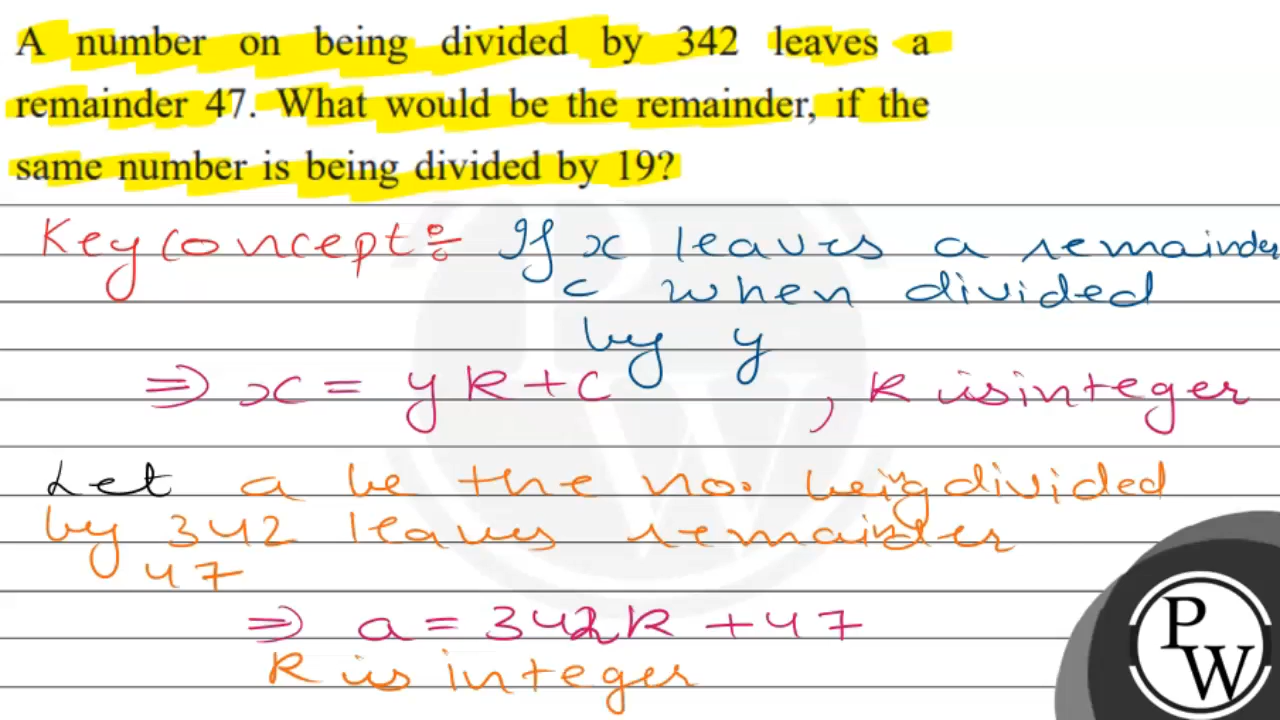 A number on being divided by 342 leaves a
remainder 47. What would be the remainder, if the
same number is being divided by 19?
Key concept: If x leaves a remainder
c when divided
by y
⇒ x = yk + c , k is integer
Let a be the no. being divided
by 342 leaves remainder
47
⇒ a = 342k + 47
k is integer
PW